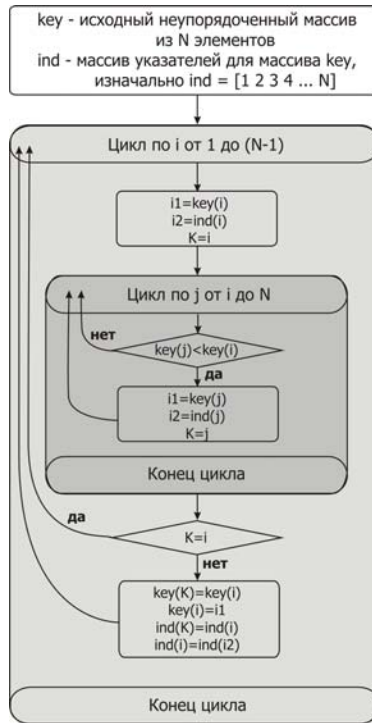 key - исходный неупорядоченный массив
из N элементов
ind - массив указателей для массива key,
изначально ind = [1 2 3 4 ... N]
Цикл по i от 1 до (N-1)
i1=key(i)
i2=ind(i)
K=i
Цикл по j от i до N
нет
key(j)<key(i)
да
i1=key(j)
i2=ind(j)
K=j
Конец цикла
да
K=i
нет
key(K)=key(i)
key(i)=i1
ind(K)=ind(i)
ind(i)=ind(i2)
Конец цикла